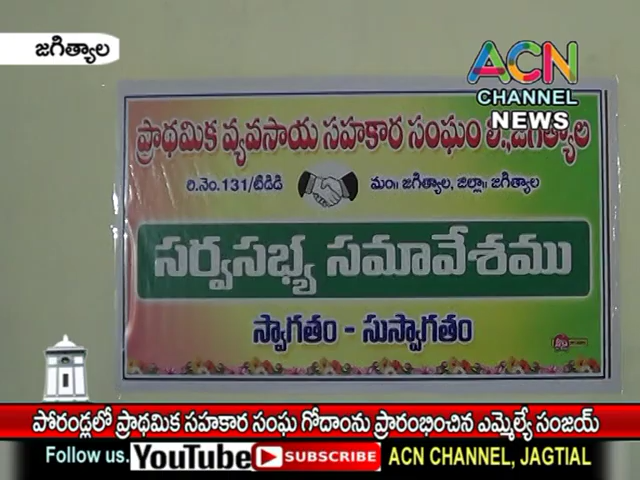 జగిత్యాల
ACN
CHANNEL
NEWS
ప్రాథమిక వ్యవసాయ సహకార సంఘం లి.,జగిత్యాల
రి.నెం.131/టిడిడి
మం॥ జగిత్యాల, జిల్లా॥ జగిత్యాల
సర్వసభ్య సమావేశము
స్వాగతం - సుస్వాగతం
పోరండ్లలో ప్రాథమిక సహకార సంఘ గోదాంను ప్రారంభించిన ఎమ్మెల్యే సంజయ్
Follow us. YouTube SUBSCRIBE ACN CHANNEL, JAGTIAL